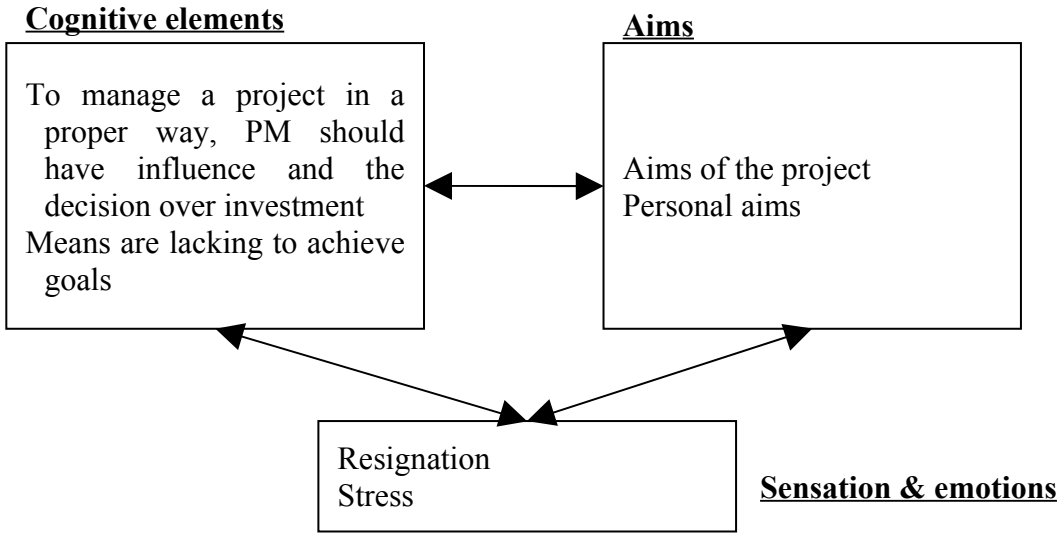 Cognitive elements
To manage a project in a
proper way, PM should
have influence and the
decision over investment
Means are lacking to achieve
goals
Aims
Aims of the project
Personal aims
Resignation
Stress
Sensation & emotions